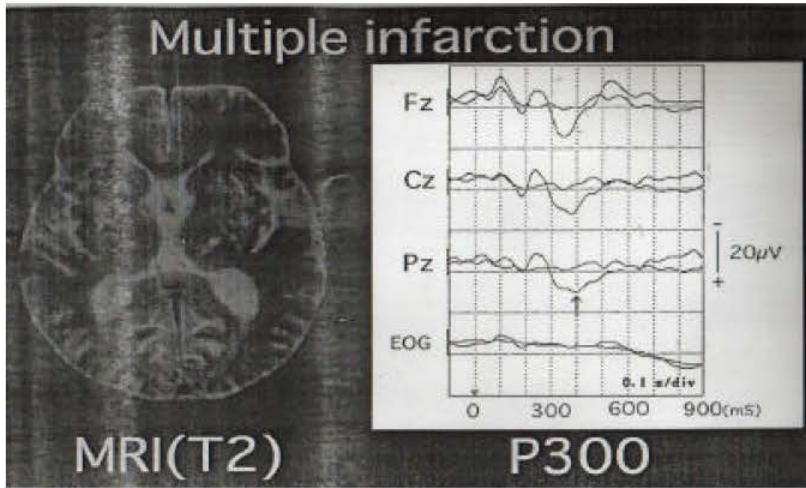 Multiple infarction
Fz
Cz
Pz
EOG
-
20μV
+
0.1 s/div
0 300 600 900(mS)
MRI(T2) P300